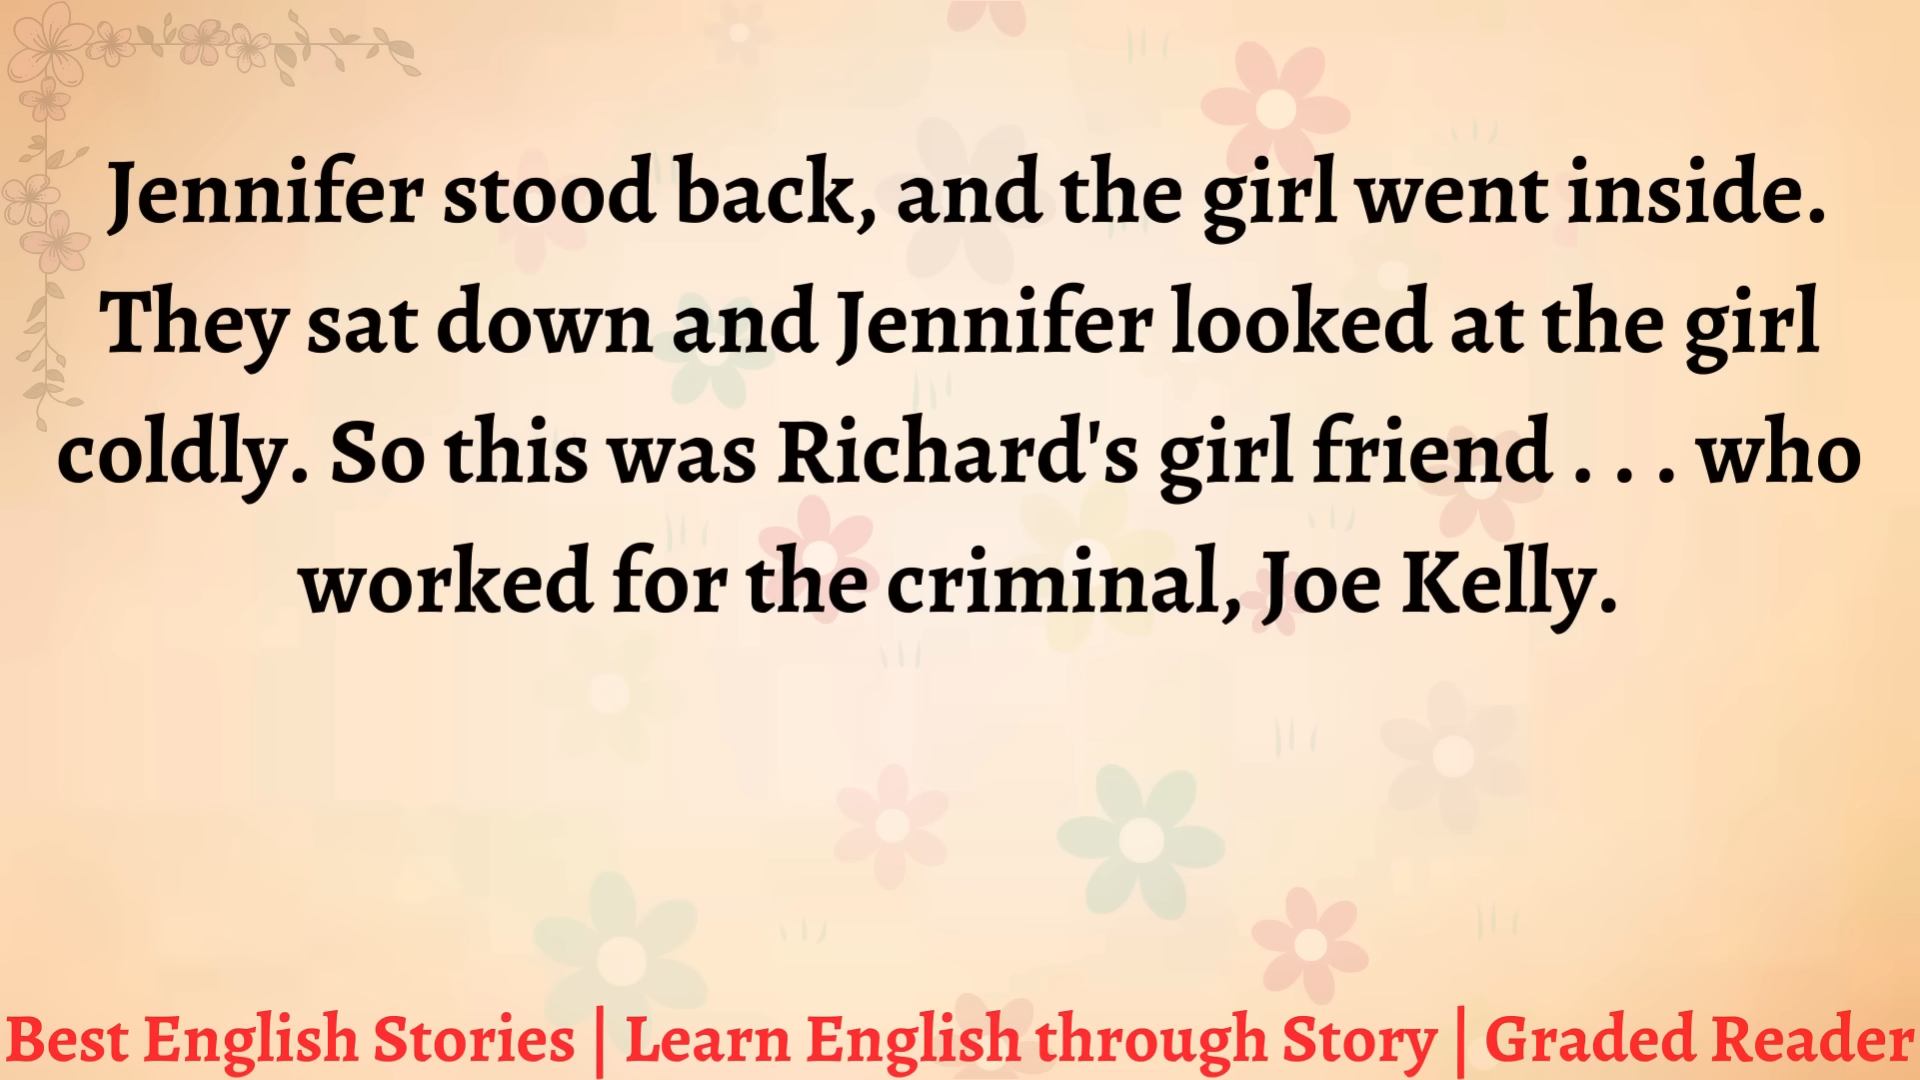 Jennifer stood back, and the girl went inside.
They sat down and Jennifer looked at the girl
coldly. So this was Richard's girl friend . . . who
worked for the criminal, Joe Kelly.
Best English Stories | Learn English through Story | Graded Reader